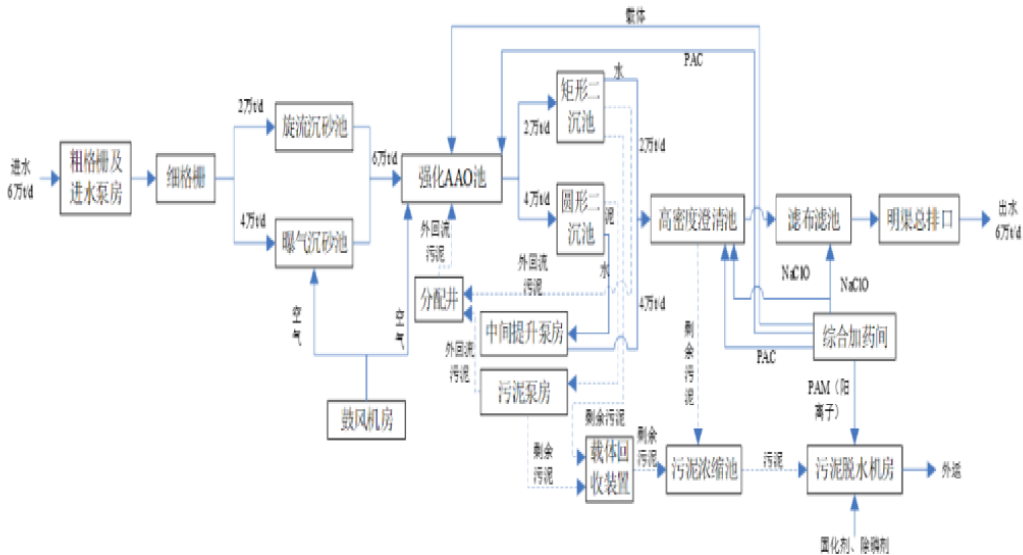 载体
PAC
水
矩形二
沉池
2万t/d
旋流沉砂池
2万t/d
2万t/d
进水
6万t/d
粗格栅及
进水泵房
细格栅
6万t/d
强化AAO池
4万t/d
圆形二
沉池
泥
水
4万t/d
曝气沉砂池
高密度澄清池
滤布滤池
明渠总排口
出水
6万t/d
外回流
污泥
外回流
污泥
NaClO
NaClO
分配井
空
气
空
气
4万t/d
中间提升泵房
综合加药间
PAC
外回流
污泥
剩
余
污
泥
污泥泵房
PAM（阳
离子）
鼓风机房
剩余污泥
剩余
污泥
载体回
收装置
剩余
污泥
污泥浓缩池
污泥
污泥脱水机房
外运
固化剂、除磷剂